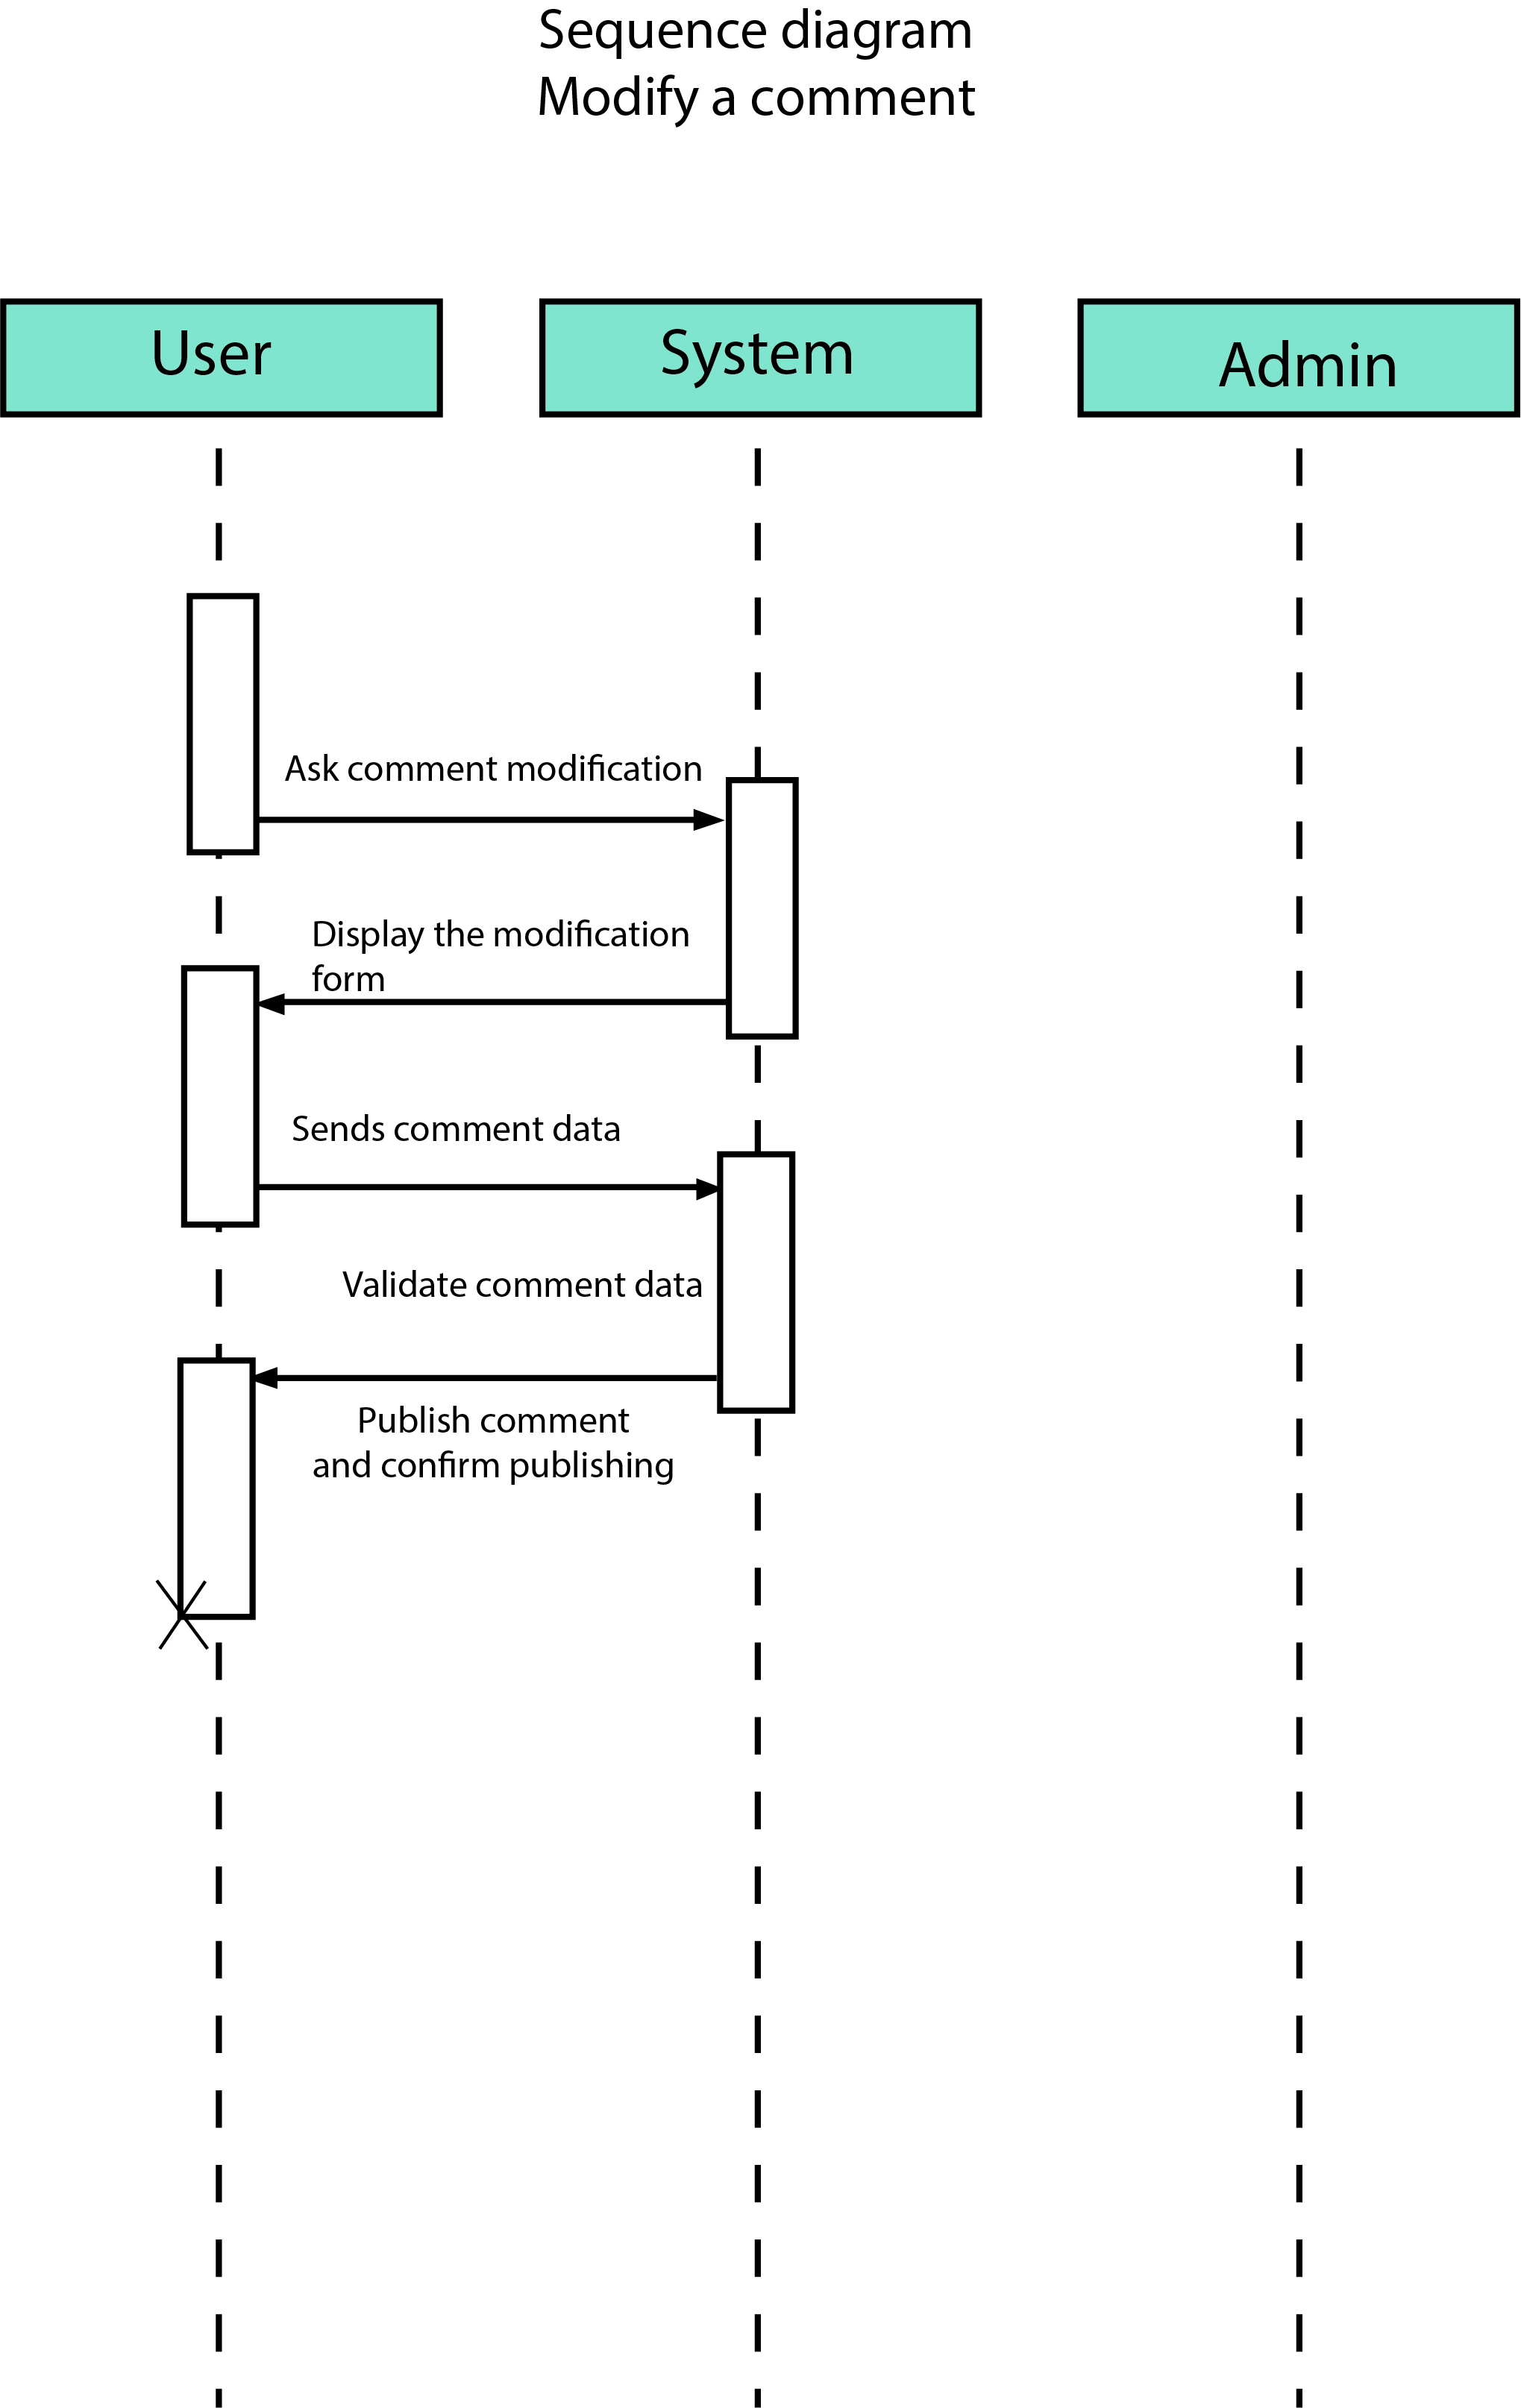 Sequence diagram
Modify a comment
User
System
Admin
Ask comment modification
Display the modification
form
Sends comment data
Validate comment data
Publish comment
and confirm publishing